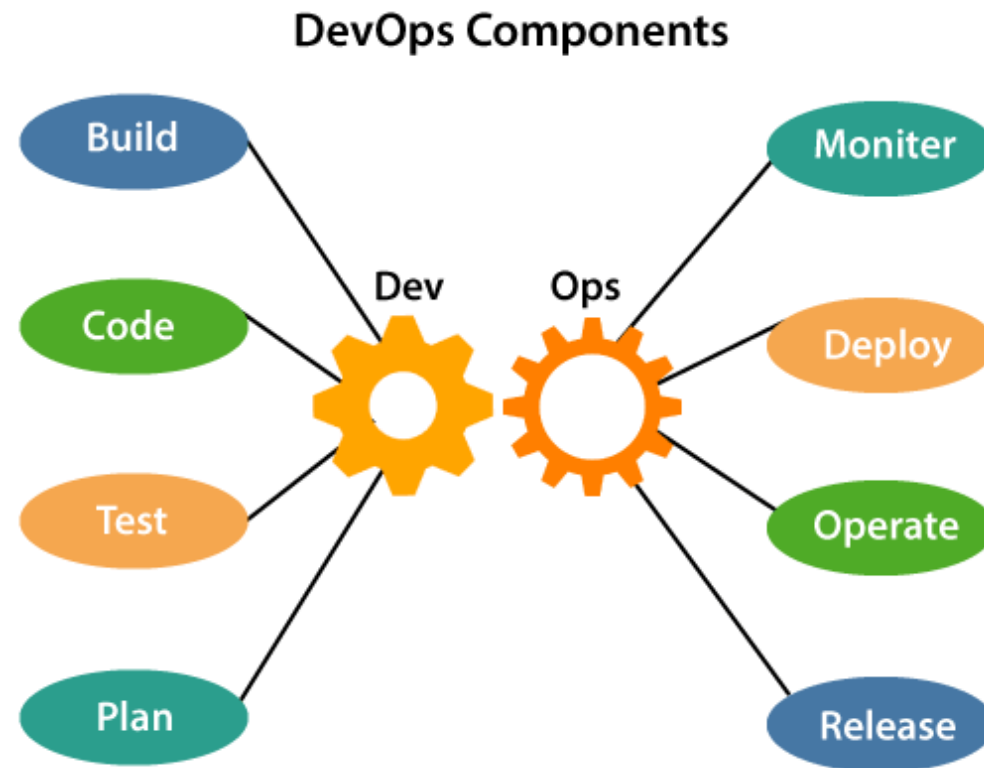 DevOps Components
Build
Moniter
Dev
Ops
Code
Deploy
Test
Operate
Plan
Release